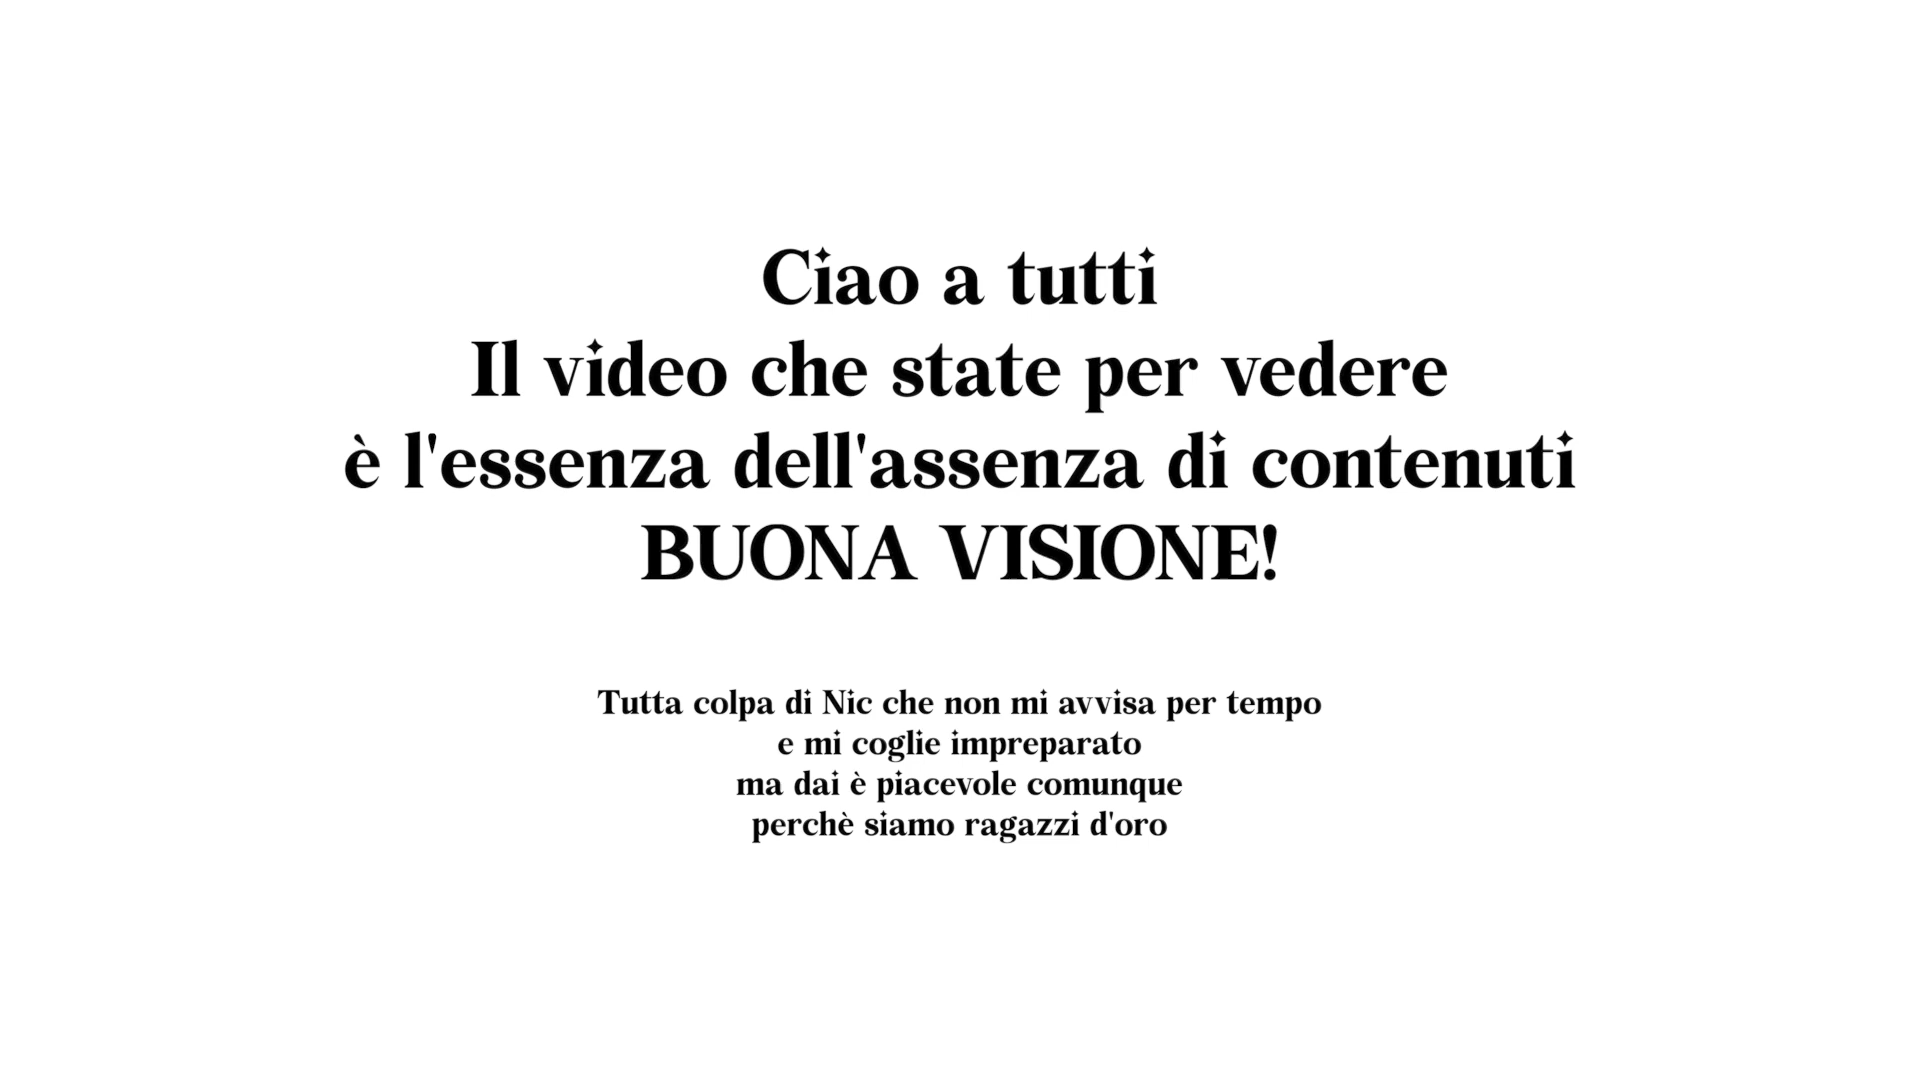 Ciao a tutti
Il video che state per vedere
è l'essenza dell'assenza di contenuti
BUONA VISIONE!
Tutta colpa di Nic che non mi avvisa per tempo
e mi coglie impreparato
ma dai è piacevole comunque
perchè siamo ragazzi d'oro